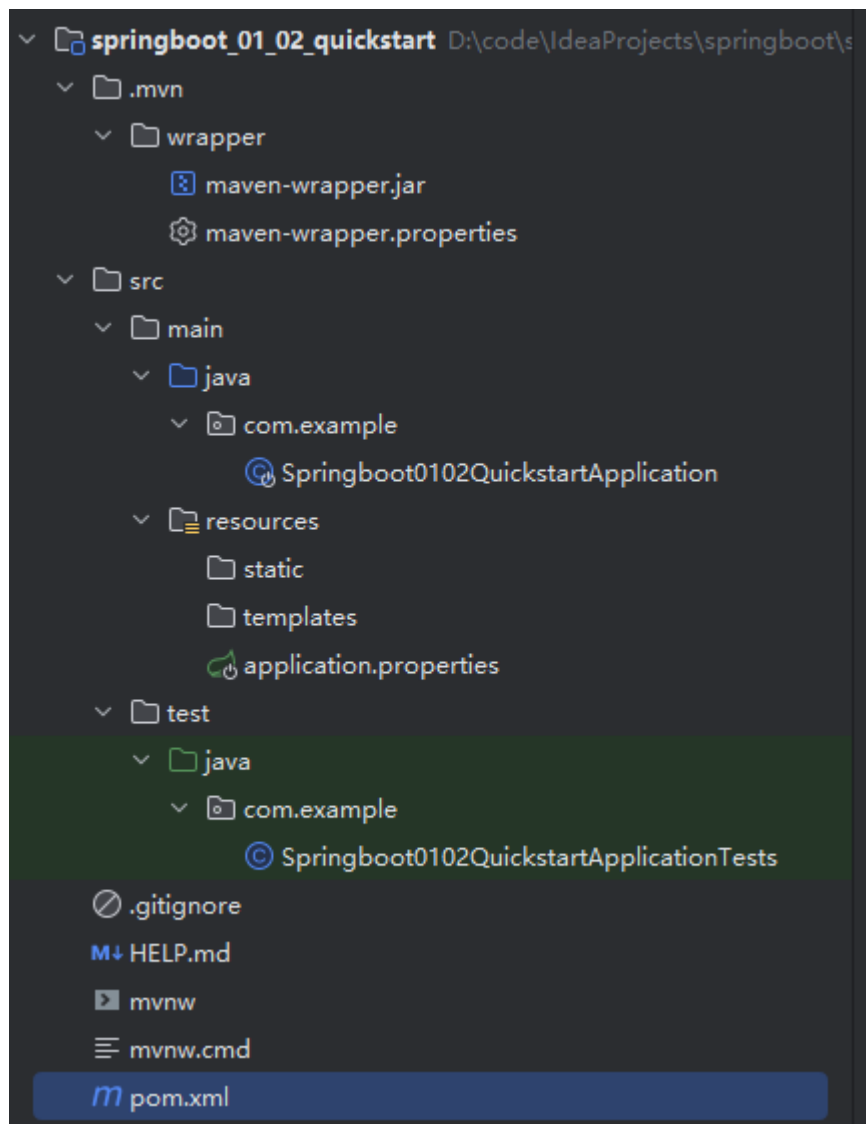 springboot_01_02_quickstart D:\code\IdeaProjects\springboot\s
.mvn
wrapper
maven-wrapper.jar
maven-wrapper.properties
src
main
java
com.example
Springboot0102QuickstartApplication
resources
static
templates
application.properties
test
java
com.example
Springboot0102QuickstartApplicationTests
.gitignore
M↓ HELP.md
mvnw
mvnw.cmd
m pom.xml